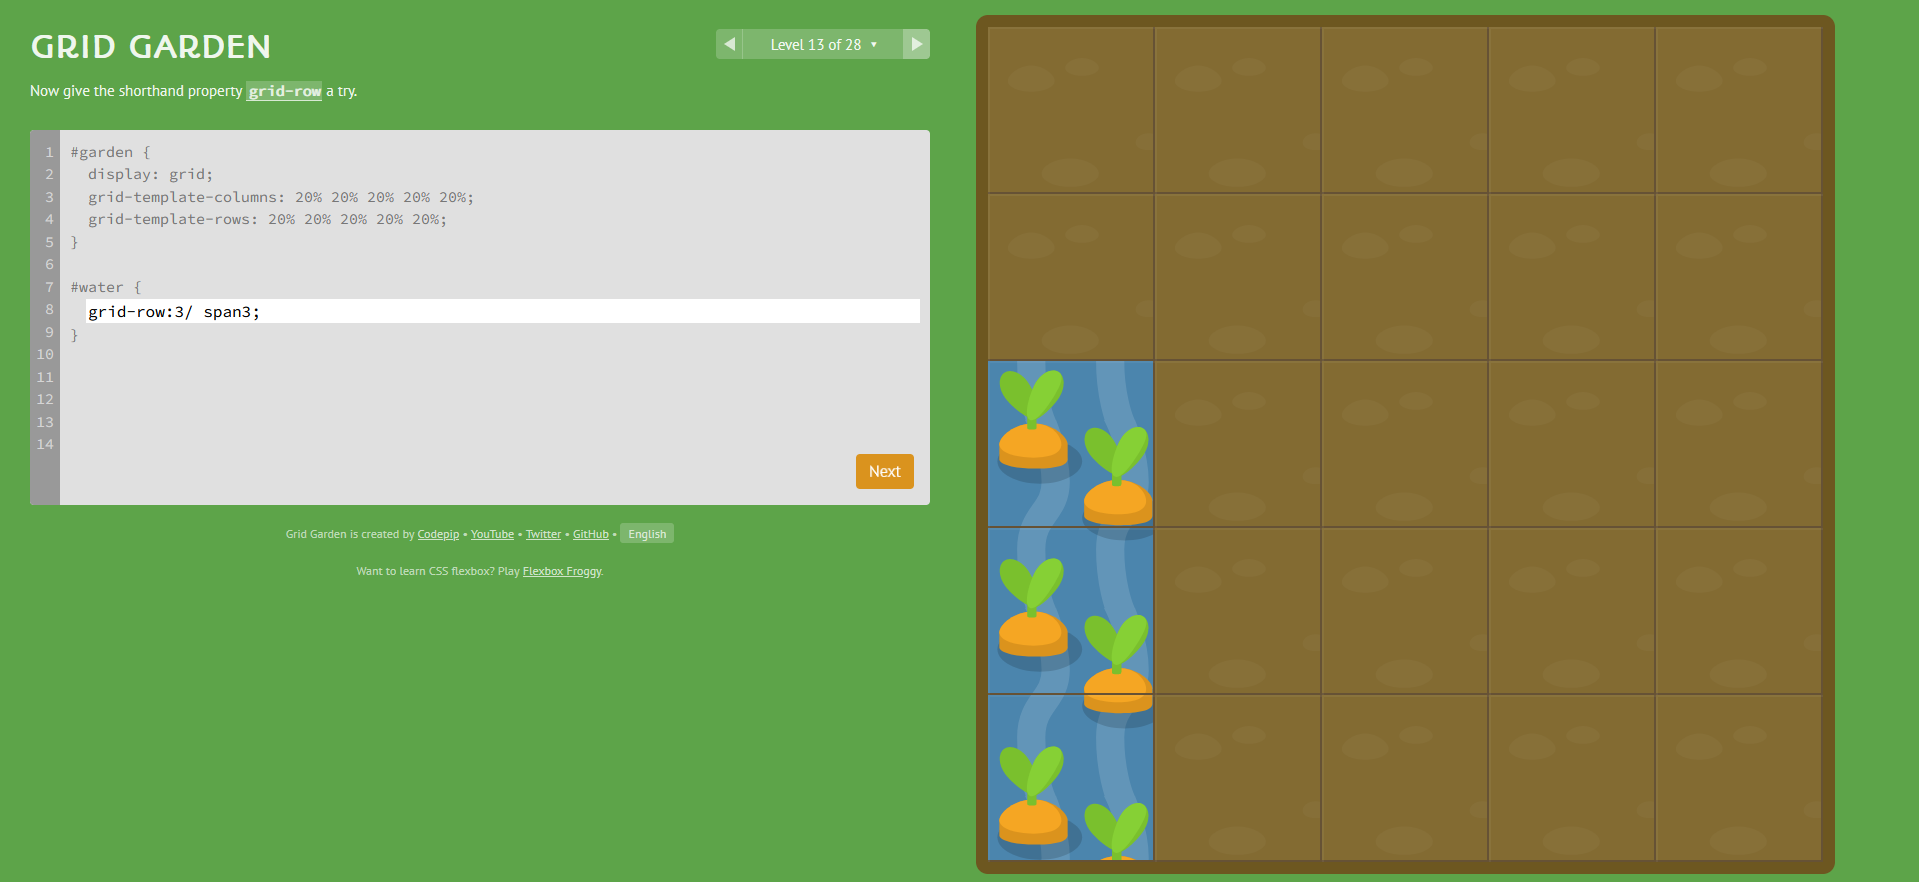 GRID GARDEN
◀ Level 13 of 28 ▾ ▶
Now give the shorthand property grid-row a try.
1 #garden {
2 display: grid;
3 grid-template-columns: 20% 20% 20% 20% 20%;
4 grid-template-rows: 20% 20% 20% 20% 20%;
5 }
6
7 #water {
8 grid-row:3/ span3;
9 }
10
11
12
13
14
Next
Grid Garden is created by Codepip • YouTube • Twitter • GitHub • English
Want to learn CSS flexbox? Play Flexbox Froggy.